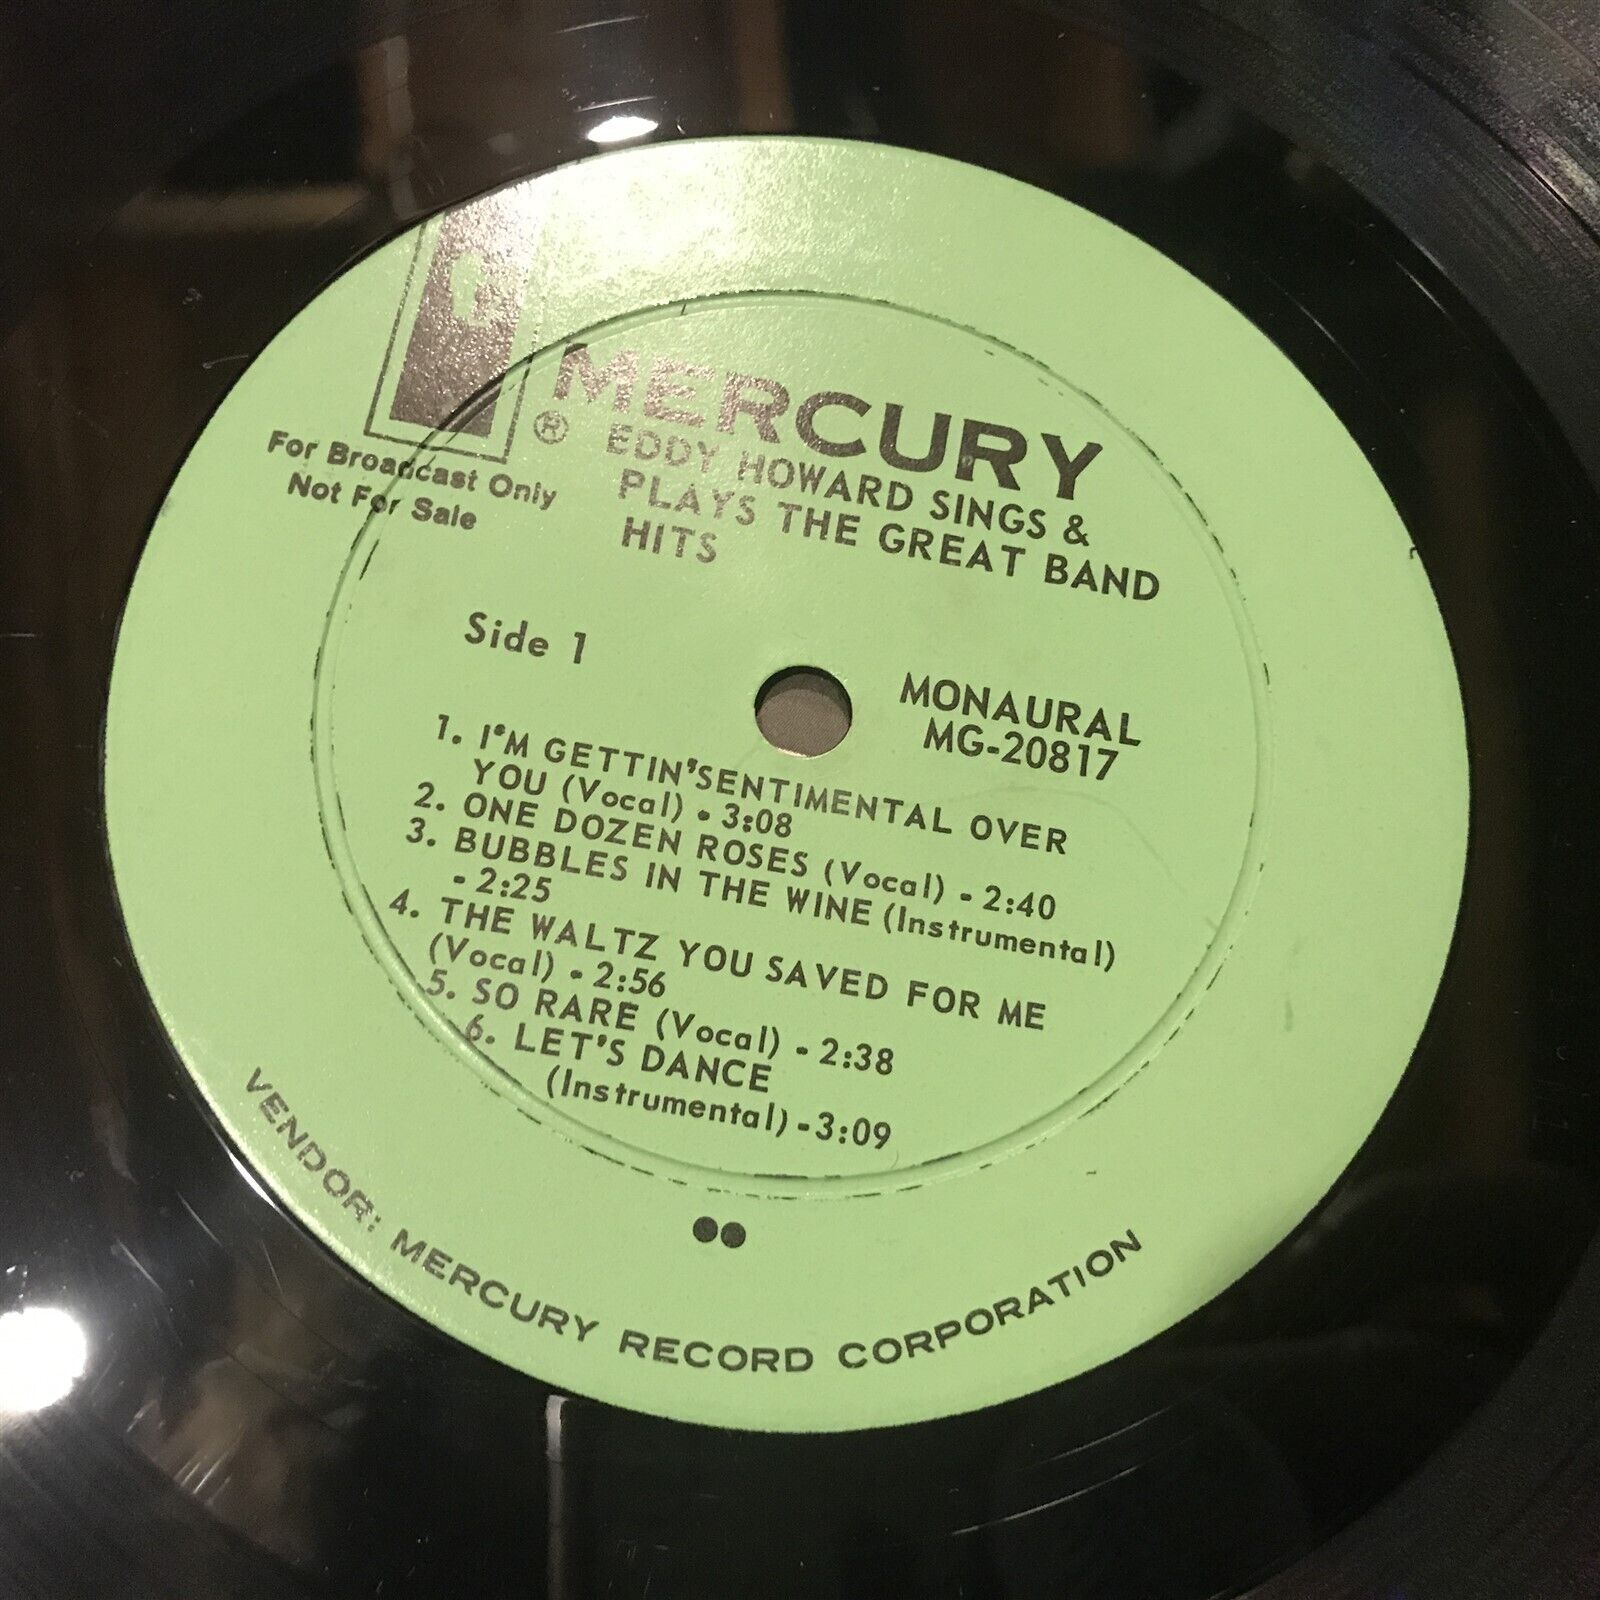 MERCURY
®
For Broadcast Only
Not For Sale
EDDY HOWARD SINGS &
PLAYS THE GREAT BAND
HITS
Side 1
MONAURAL
MG-20817
1. I'M GETTIN'SENTIMENTAL OVER
YOU (Vocal) - 3:08
2. ONE DOZEN ROSES (Vocal) - 2:40
3. BUBBLES IN THE WINE (Instrumental)
- 2:25
4. THE WALTZ YOU SAVED FOR ME
(Vocal) - 2:56
5. SO RARE (Vocal) - 2:38
6. LET'S DANCE
(Instrumental) -3:09
VENDOR: MERCURY RECORD CORPORATION